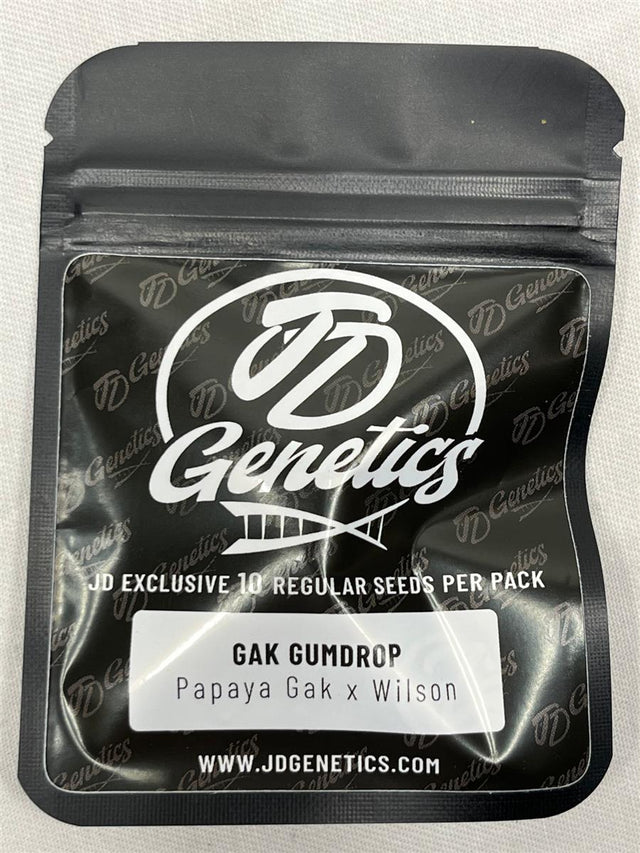 JD
Genetics
JD EXCLUSIVE 10 REGULAR SEEDS PER PACK
GAK GUMDROP
Papaya Gak x Wilson
WWW.JDGENETICS.COM